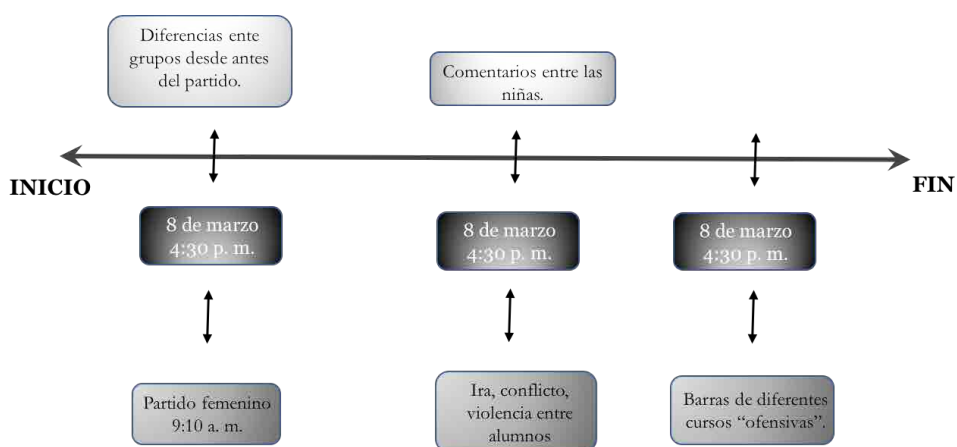 Diferencias ente
grupos desde antes
del partido.
Comentarios entre las
niñas.
INICIO
FIN
8 de marzo
4:30 p. m.
8 de marzo
4:30 p. m.
8 de marzo
4:30 p. m.
Partido femenino
9:10 a. m.
Ira, conflicto,
violencia entre
alumnos
Barras de diferentes
cursos “ofensivas”.